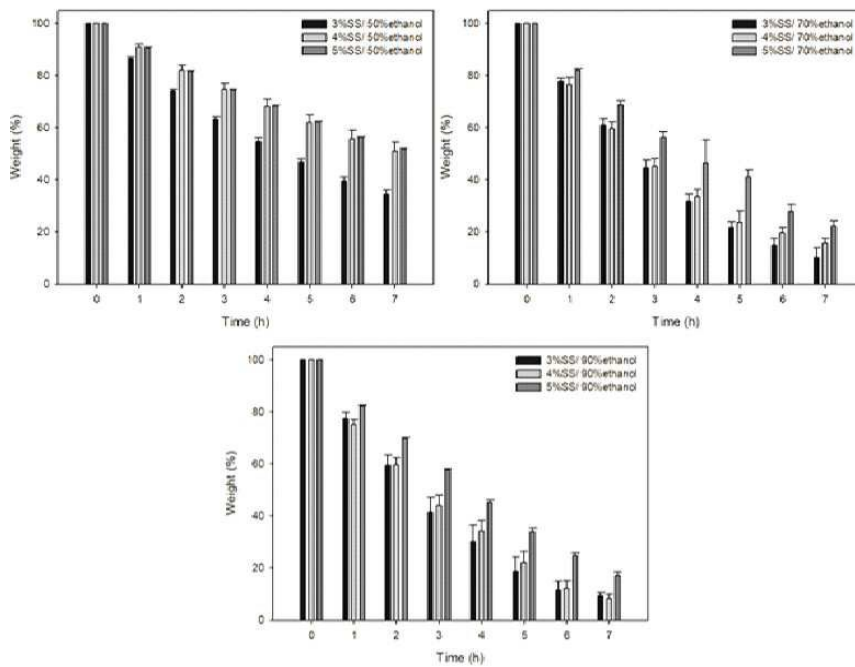 100
80
60
40
20
0
Weight (%)
3%SS/ 50%ethanol
4%SS/ 50%ethanol
5%SS/ 50%ethanol
0 1 2 3 4 5 6 7
Time (h)
100
80
60
40
20
0
Weight (%)
3%SS/ 70%ethanol
4%SS/ 70%ethanol
5%SS/ 70%ethanol
0 1 2 3 4 5 6 7
Time (h)
100
80
60
40
20
0
Weight (%)
3%SS/ 90%ethanol
4%SS/ 90%ethanol
5%SS/ 90%ethanol
0 1 2 3 4 5 6 7
Time (h)